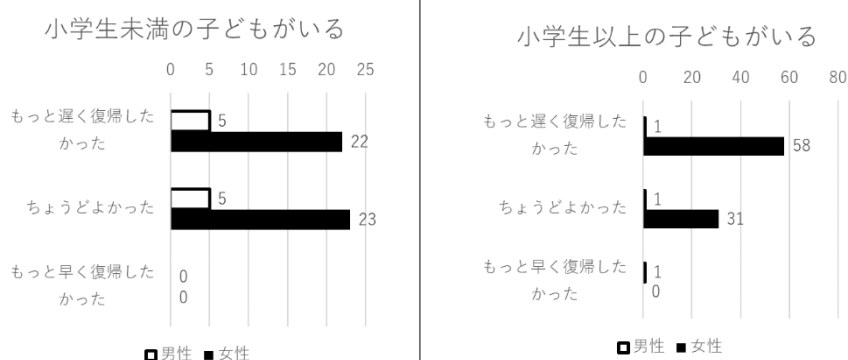 小学生未満の子どもがいる
0 5 10 15 20 25
もっと遅く復帰した
かった
5
22
ちょうどよかった
5
23
もっと早く復帰した
かった
0
0
男性 女性
小学生以上の子どもがいる
0 20 40 60 80
もっと遅く復帰した
かった
1
58
ちょうどよかった
1
31
もっと早く復帰した
かった
1
0
男性 女性